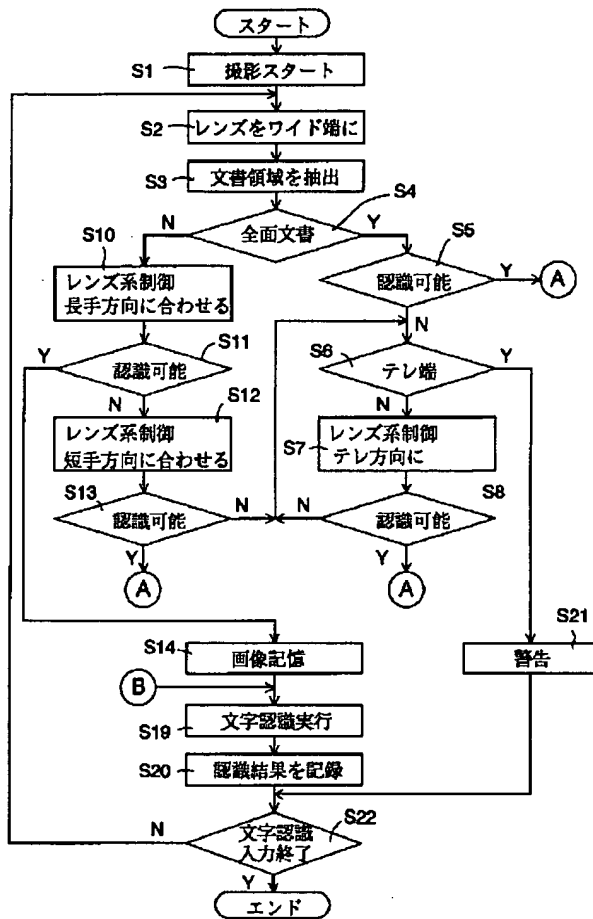 スタート
S1
撮影スタート
S2
レンズをワイド端に
S3
文書領域を抽出
S4
N
全面文書
Y
S10
レンズ系制御
長手方向に合わせる
S5
認識可能
Y
A
N
Y
認識可能
S11
N
S6
テレ端
Y
N
S12
レンズ系制御
短手方向に合わせる
S7
レンズ系制御
テレ方向に
S13
認識可能
N
Y
A
S8
N
認識可能
Y
A
S14
画像記憶
S21
警告
B
S19
文字認識実行
S20
認識結果を記録
N
文字認識
入力終了
S22
Y
エンド